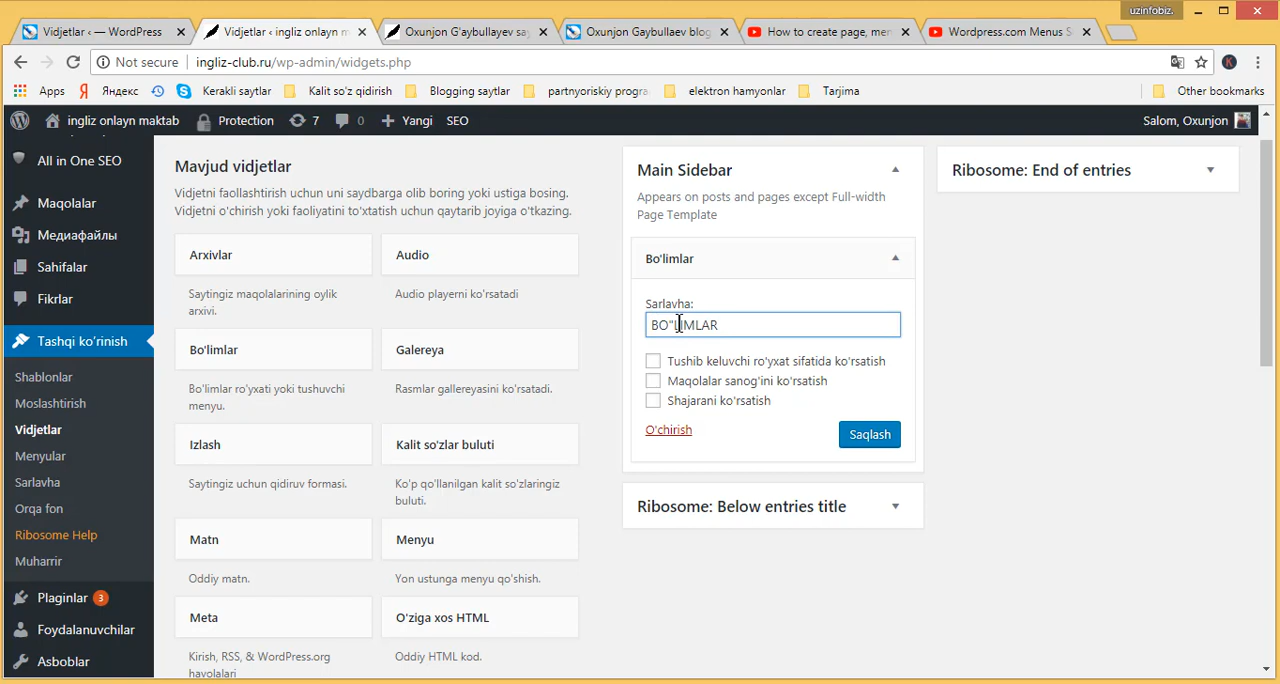 uzinfobiz.
Vidjetlar ‹ — WordPress
Vidjetlar ‹ ingliz onlayn m
Oxunjon G'aybullayev say
Oxunjon Gaybullaev blog
How to create page, men
Wordpress.com Menus S
Not secure
ingliz-club.ru/wp-admin/widgets.php
Apps
Яндекс
Kerakli saytlar
Kalit so'z qidirish
Blogging saytlar
partnyoriskiy progra
elektron hamyonlar
Tarjima
Other bookmarks
ingliz onlayn maktab
Protection
7
0
Yangi
SEO
Salom, Oxunjon
All in One SEO
Maqolalar
Медиафайлы
Sahifalar
Fikrlar
Tashqi ko‘rinish
Shablonlar
Moslashtirish
Vidjetlar
Menyular
Sarlavha
Orqa fon
Ribosome Help
Muharrir
Plaginlar 3
Foydalanuvchilar
Asboblar
Mavjud vidjetlar
Vidjetni faollashtirish uchun uni saydbarga olib boring yoki ustiga bosing.
Vidjetni o'chirish yoki faoliyatini to'xtatish uchun qaytarib joyiga o'tkazing.
Arxivlar
Saytingiz maqolalarining oylik
arxivi.
Audio
Audio playerni ko'rsatadi
Bo'limlar
Bo'limlar ro'yxati yoki tushuvchi
menyu.
Galereya
Rasmlar gallereyasini ko'rsatadi.
Izlash
Saytingiz uchun qidiruv formasi.
Kalit so'zlar buluti
Ko‘p qo‘llanilgan kalit so‘zlaringiz
buluti.
Matn
Oddiy matn.
Menyu
Yon ustunga menyu qo'shish.
Meta
Kirish, RSS, & WordPress.org
havolalari
O'ziga xos HTML
Oddiy HTML kod.
Main Sidebar
Appears on posts and pages except Full-width
Page Template
Bo'limlar
Sarlavha:
BO"LIMLAR
Tushib keluvchi ro'yxat sifatida ko'rsatish
Maqolalar sanog'ini ko'rsatish
Shajarani ko'rsatish
O'chirish
Saqlash
Ribosome: Below entries title
Ribosome: End of entries